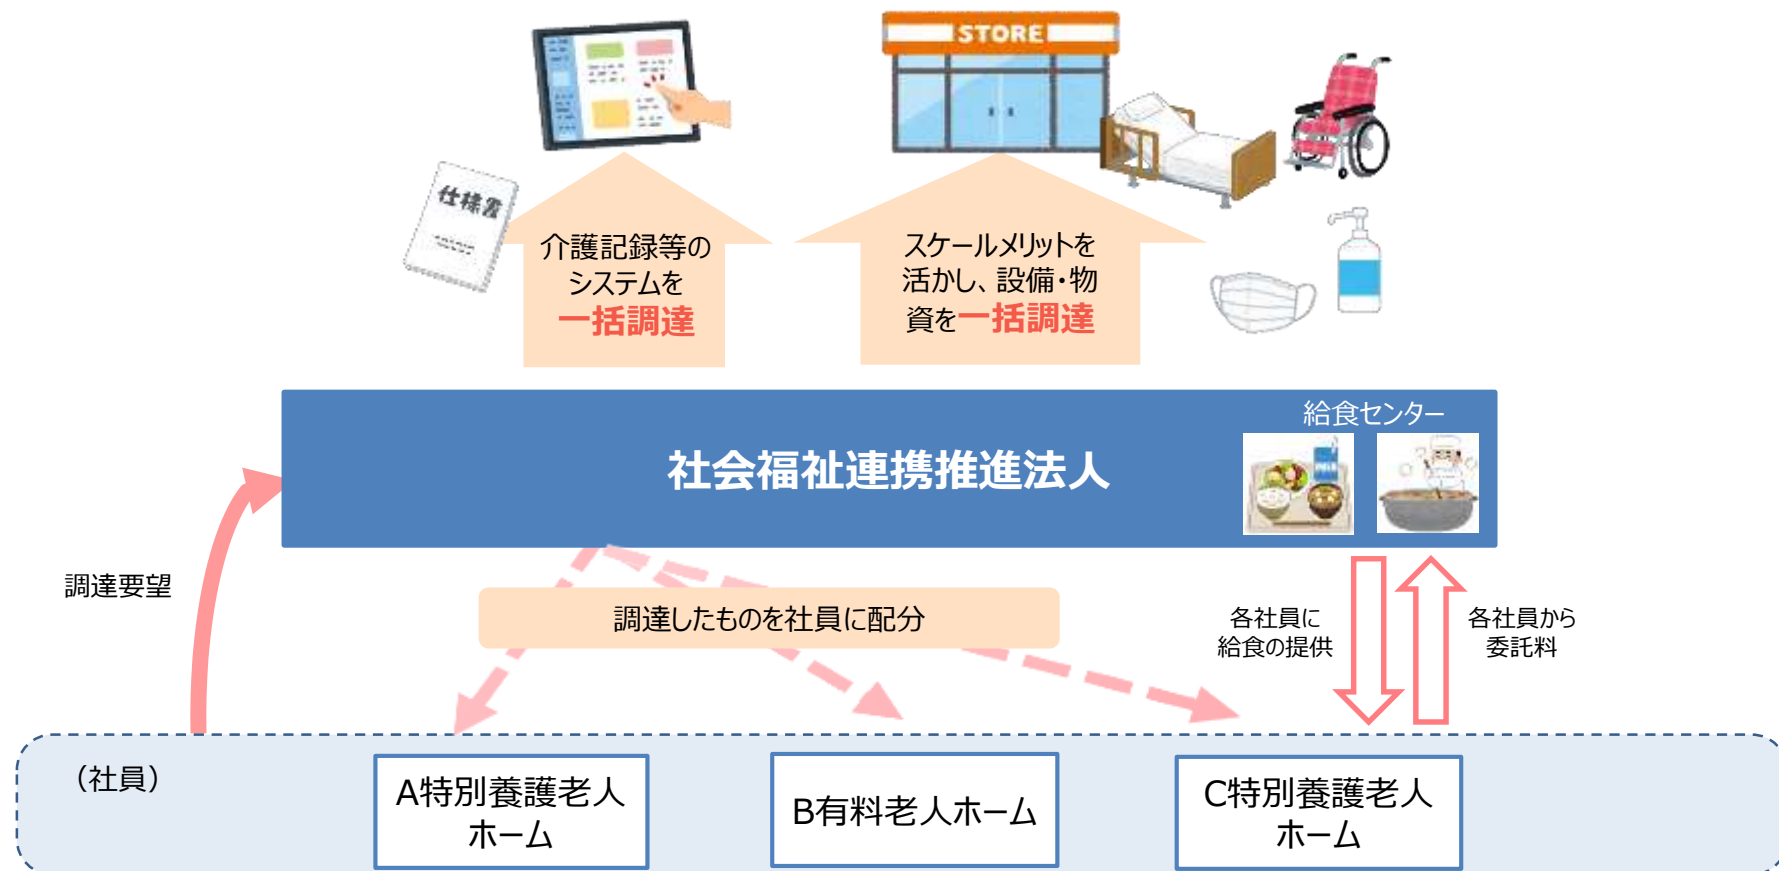 STORE
仕様書
介護記録等の
システムを
一括調達
スケールメリットを
活かし、設備・物
資を一括調達
給食センター
社会福祉連携推進法人
調達要望
調達したものを社員に配分
各社員に
給食の提供
各社員から
委託料
（社員）
A特別養護老人
ホーム
B有料老人ホーム
C特別養護老人
ホーム